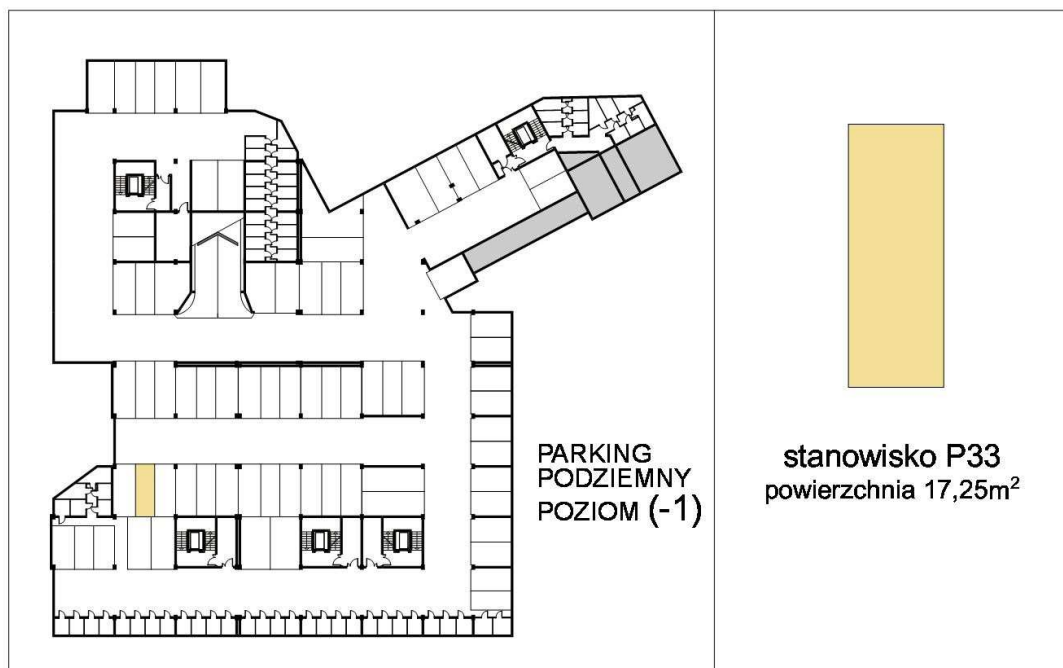 PARKING
PODZIEMNY
POZIOM (-1)
stanowisko P33
powierzchnia 17,25m²